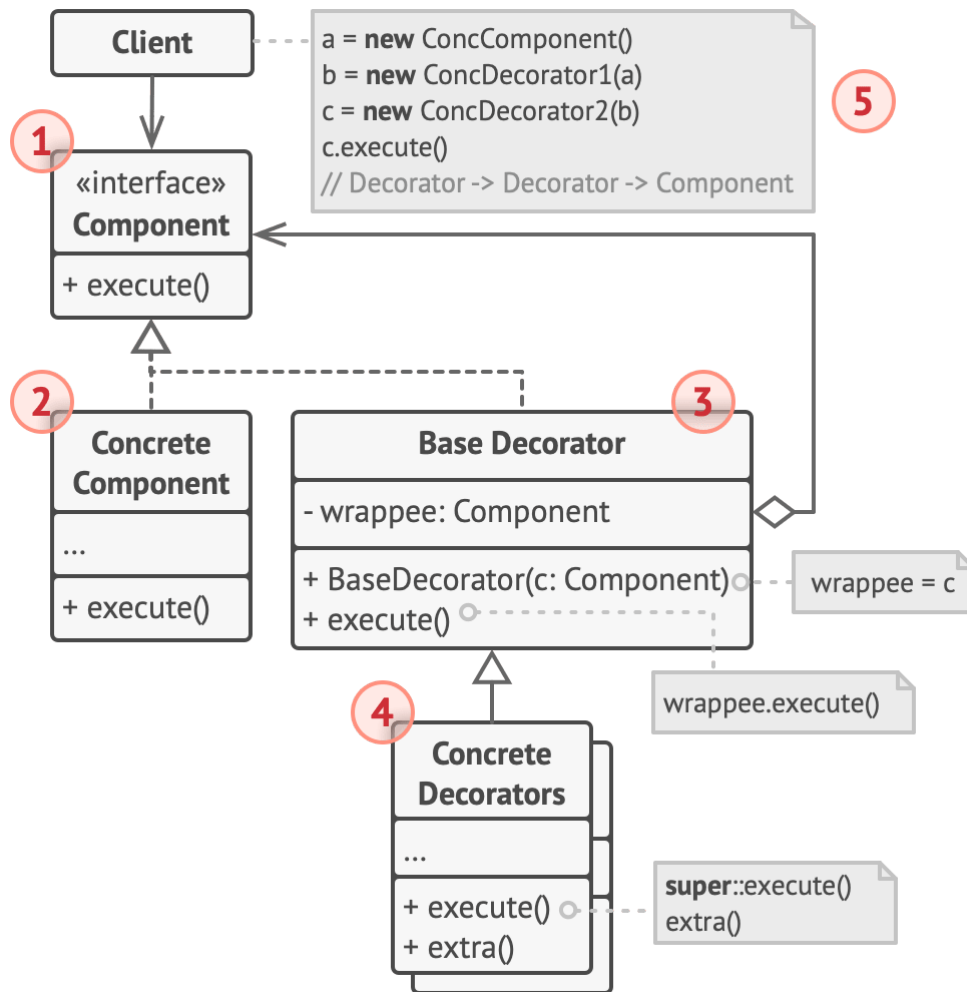 Client
a = new ConcComponent()
b = new ConcDecorator1(a)
c = new ConcDecorator2(b)
c.execute()
// Decorator -> Decorator -> Component
5
1
«interface»
Component
+ execute()
2
Concrete
Component
...
+ execute()
3
Base Decorator
- wrappee: Component
+ BaseDecorator(c: Component)
+ execute()
wrappee = c
wrappee.execute()
4
Concrete
Decorators
...
+ execute()
+ extra()
super::execute()
extra()